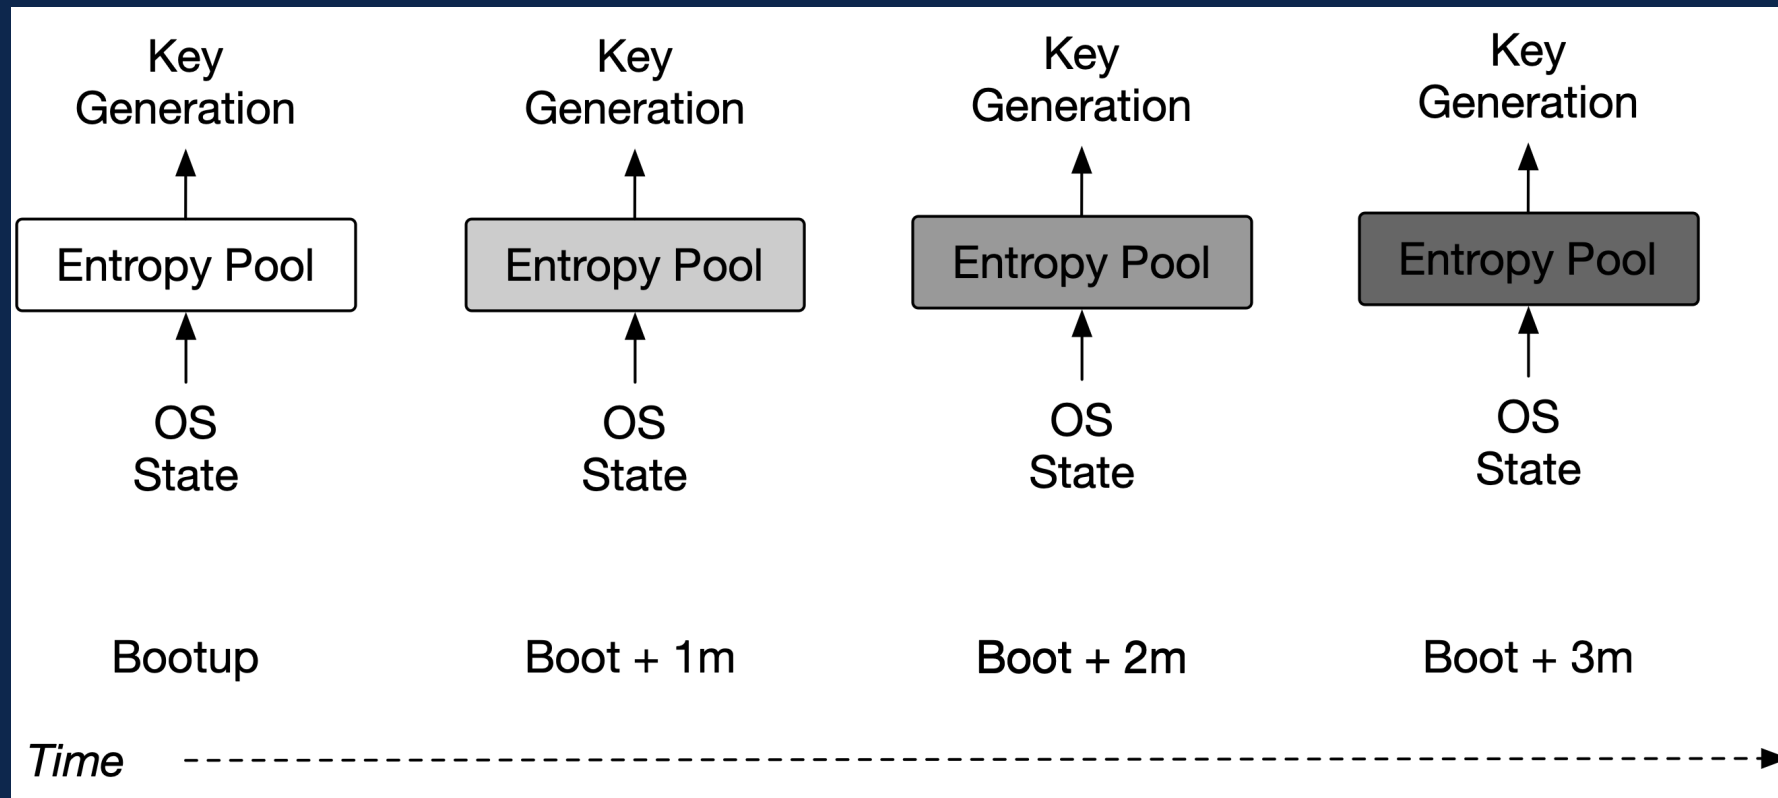 Key
Generation
Key
Generation
Key
Generation
Key
Generation
Entropy Pool
Entropy Pool
Entropy Pool
Entropy Pool
OS
State
OS
State
OS
State
OS
State
Bootup
Boot + 1m
Boot + 2m
Boot + 3m
Time